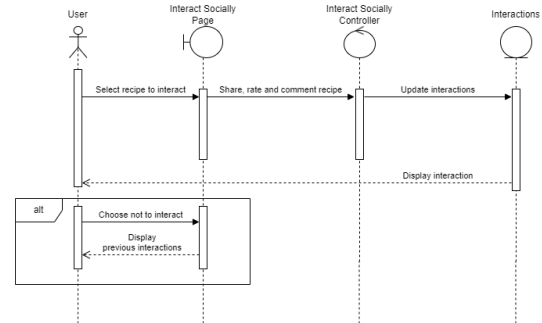 User
Interact Socially
Page
Interact Socially
Controller
Interactions
Select recipe to interact
Share, rate and comment recipe
Update interactions
Display interaction
alt
Choose not to interact
Display
previous interactions